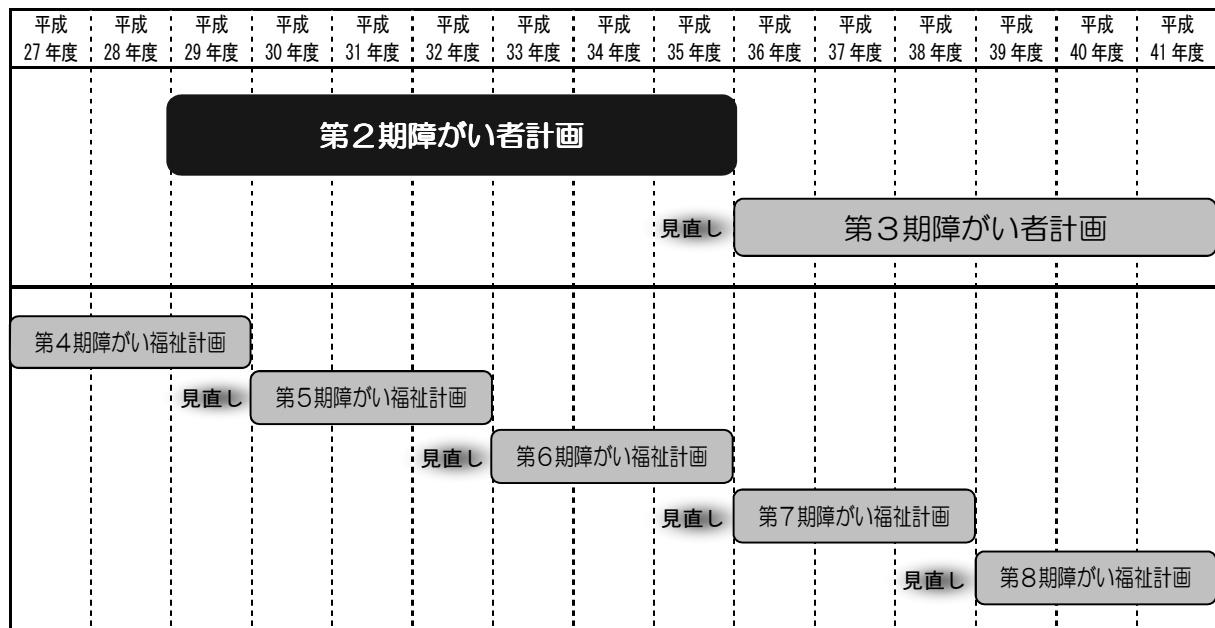 平成 平成 平成 平成 平成 平成 平成 平成 平成 平成 平成 平成 平成 平成 平成
27年度 28年度 29年度 30年度 31年度 32年度 33年度 34年度 35年度 36年度 37年度 38年度 39年度 40年度 41年度
第2期障がい者計画
見直し 第3期障がい者計画
第4期障がい福祉計画
見直し 第5期障がい福祉計画
見直し 第6期障がい福祉計画
見直し 第7期障がい福祉計画
見直し 第8期障がい福祉計画